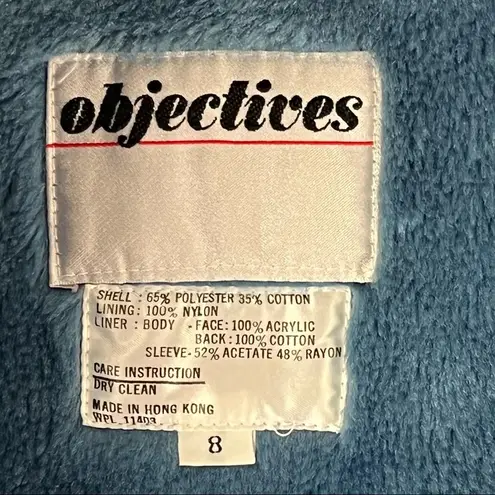 objectives
SHELL : 65% POLYESTER 35% COTTON
LINING: 100% NYLON
LINER : BODY - FACE: 100% ACRYLIC
BACK: 100% COTTON
SLEEVE-52% ACETATE 48% RAYON
CARE INSTRUCTION
DRY CLEAN
MADE IN HONG KONG
WPL 11403
8